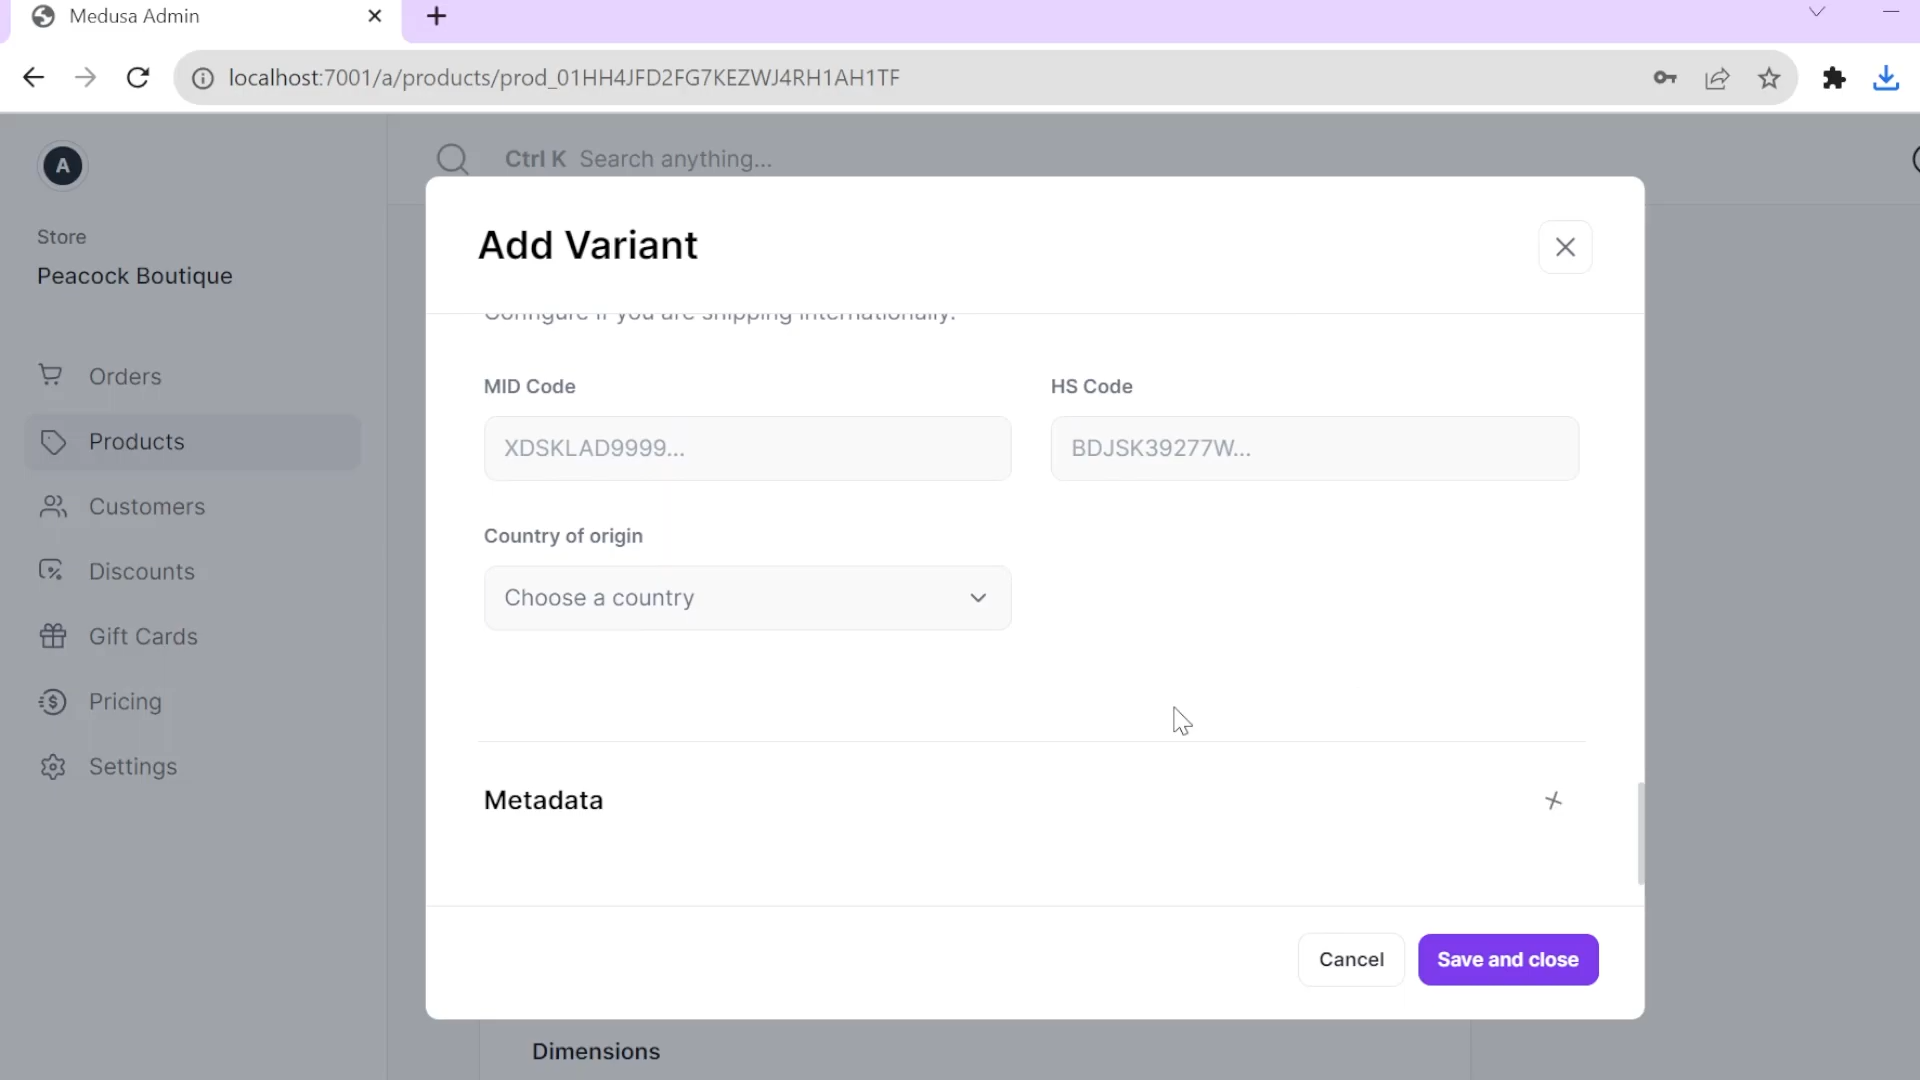 Medusa Admin
localhost:7001/a/products/prod_01HH4JFD2FG7KEZWJ4RH1AH1TF
A
Ctrl K Search anything...
Store
Peacock Boutique
Orders
Products
Customers
Discounts
Gift Cards
Pricing
Settings
Add Variant
Configure if you are shipping internationally.
MID Code
HS Code
XDSKLAD9999...
BDJSK39277W...
Country of origin
Choose a country
Metadata
Cancel
Save and close
Dimensions